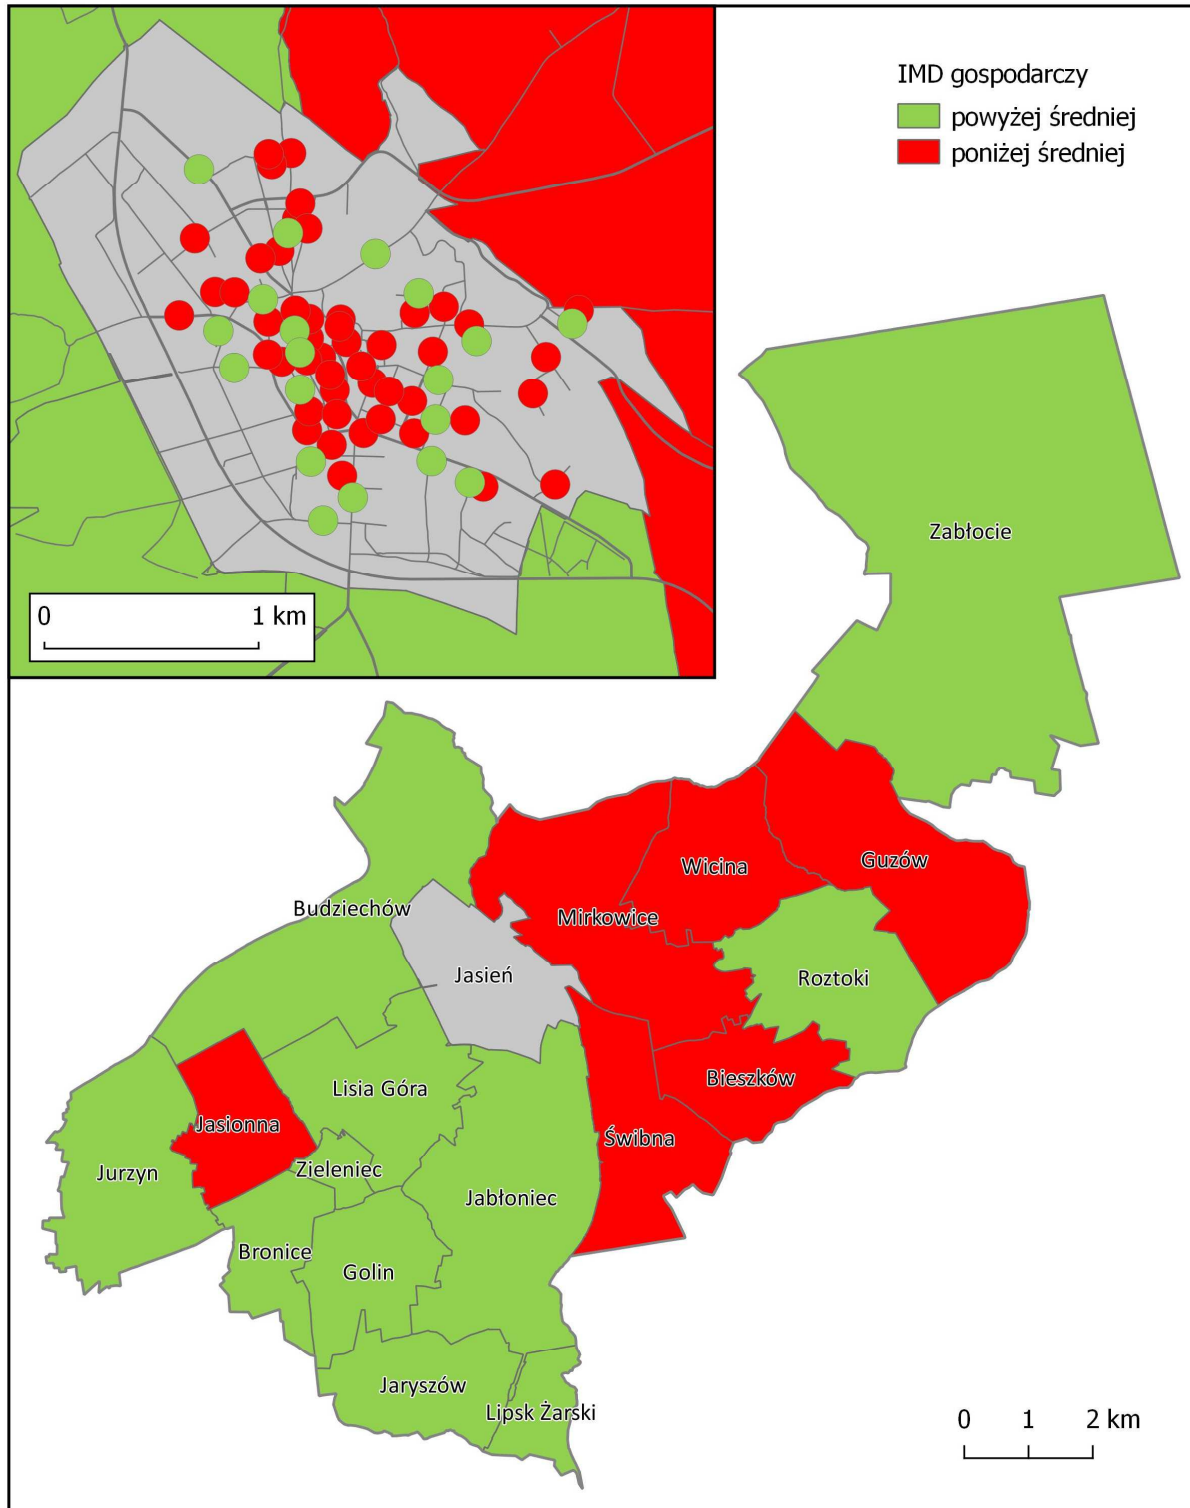 IMD gospodarczy
powyżej średniej
poniżej średniej
0 1 km
Zabłocie
Guzów
Wicina
Mirkowice
Budziechów
Jasień
Roztoki
Bieszków
Lisia Góra
Jasionna
Świbna
Zieleniec
Jurzyn
Jabłoniec
Bronice
Golin
Jaryszów
Lipsk Żarski
0 1 2 km